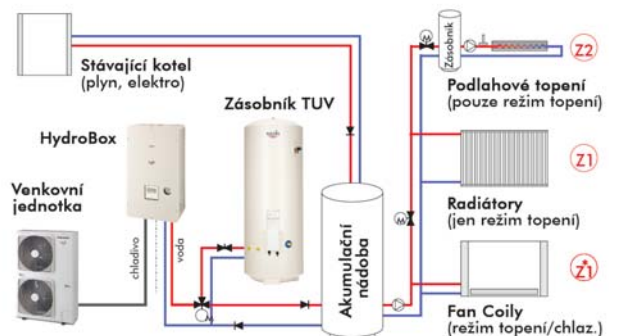 Stávající kotel
(plyn, elektro)
Zásobník TUV
HydroBox
Venkovní
jednotka
chladivo
voda
Akumulační
nádoba
M
M
M
Zásobník
Z2
Podlahové topení
(pouze režim topení)
Z1
Radiátory
(jen režim topení)
Z1
Fan Coily
(režim topení/chlaz.)